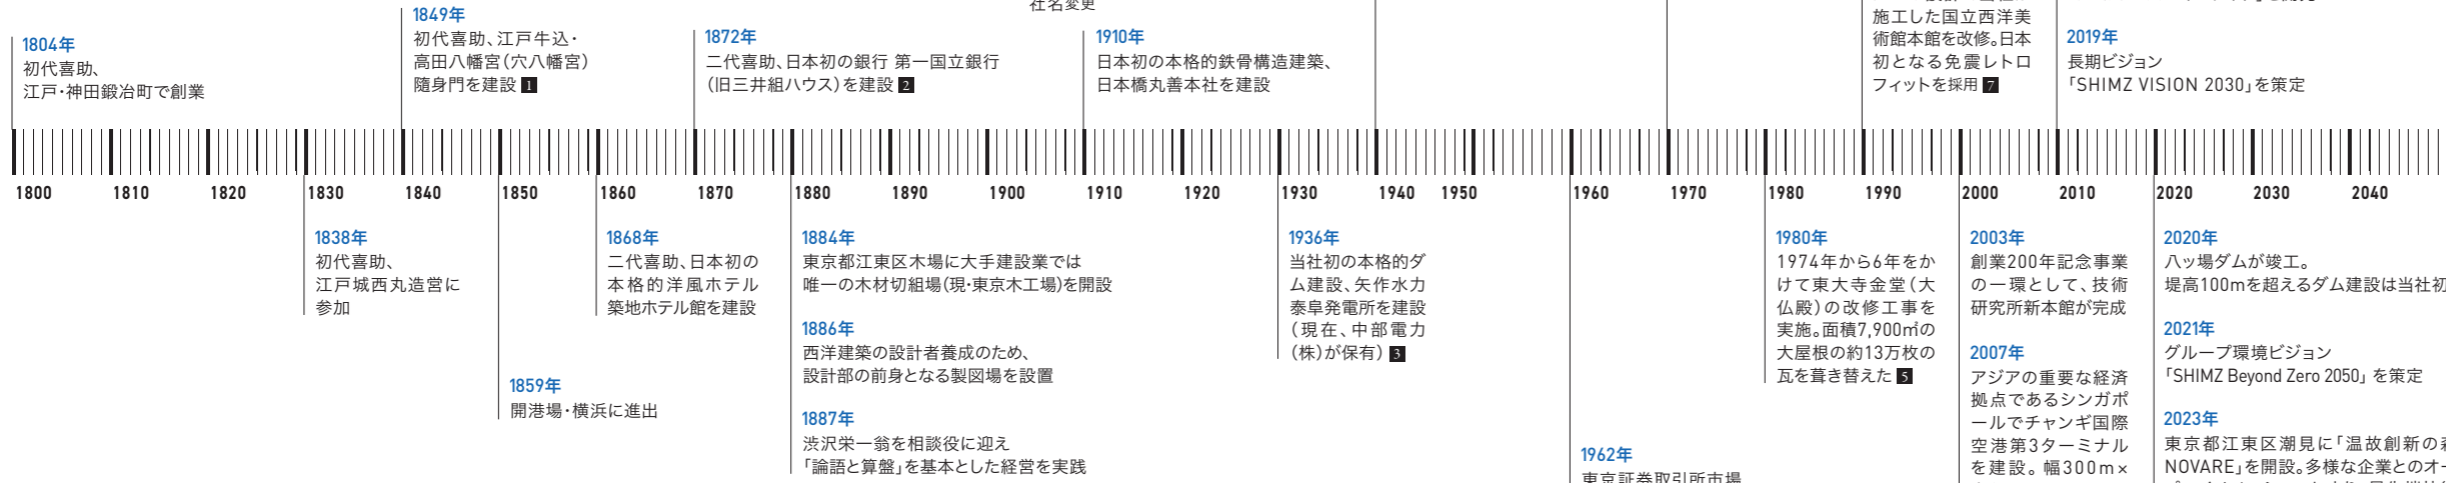 社名変更
1804年
初代喜助、
江戸・神田鍛冶町で創業
1849年
初代喜助、江戸牛込・
高田八幡宮（穴八幡宮）
隨身門を建設 1
1872年
二代喜助、日本初の銀行 第一国立銀行
（旧三井組ハウス）を建設 2
1910年
日本初の本格的鉄骨構造建築、
日本橋丸善本社を建設
施工した国立西洋美
術館本館を改修。日本
初となる免震レトロ
フィットを採用 7
2019年
長期ビジョン
「SHIMZ VISION 2030」を策定
1800 1810 1820 1830 1840 1850 1860 1870 1880 1890 1900 1910 1920 1930 1940 1950 1960 1970 1980 1990 2000 2010 2020 2030 2040
1838年
初代喜助、
江戸城西丸造営に
参加
1859年
開港場・横浜に進出
1868年
二代喜助、日本初の
本格的洋風ホテル
築地ホテル館を建設
1884年
東京都江東区木場に大手建設業では
唯一の木材切組場（現・東京木工場）を開設
1886年
西洋建築の設計者養成のため、
設計部の前身となる製図場を設置
1887年
渋沢栄一翁を相談役に迎え
「論語と算盤」を基本とした経営を実践
1936年
当社初の本格的ダ
ム建設、矢作水力
泰阜発電所を建設
（現在、中部電力
（株）が保有） 3
1962年
東京証券取引所市場
1980年
1974年から6年をか
けて東大寺金堂（大
仏殿）の改修工事を
実施。面積7,900㎡の
大屋根の約13万枚の
瓦を葺き替えた 5
2003年
創業200年記念事業
の一環として、技術
研究所新本館が完成
2007年
アジアの重要な経済
拠点であるシンガポ
ールでチャンギ国際
空港第3ターミナル
を建設。幅300m×
2020年
八ッ場ダムが竣工。
堤高100mを超えるダム建設は当社初
2021年
グループ環境ビジョン
「SHIMZ Beyond Zero 2050」を策定
2023年
東京都江東区潮見に「温故創新の森
NOVARE」を開設。多様な企業とのオー